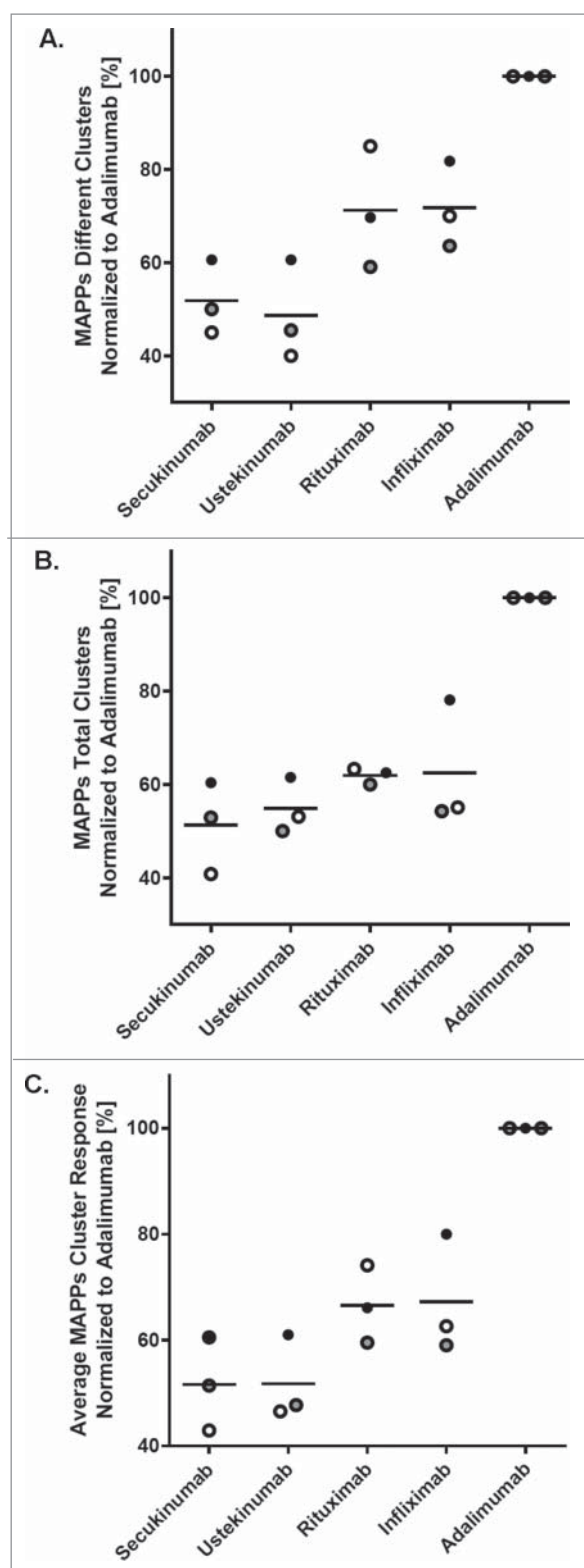 A.
MAPPs Different Clusters
Normalized to Adalimumab [%]
100
80
60
40
Secukinumab
Ustekinumab
Rituximab
Infliximab
Adalimumab
B.
MAPPs Total Clusters
Normalized to Adalimumab [%]
100
80
60
40
Secukinumab
Ustekinumab
Rituximab
Infliximab
Adalimumab
C.
Average MAPPs Cluster Response
Normalized to Adalimumab [%]
100
80
60
40
Secukinumab
Ustekinumab
Rituximab
Infliximab
Adalimumab